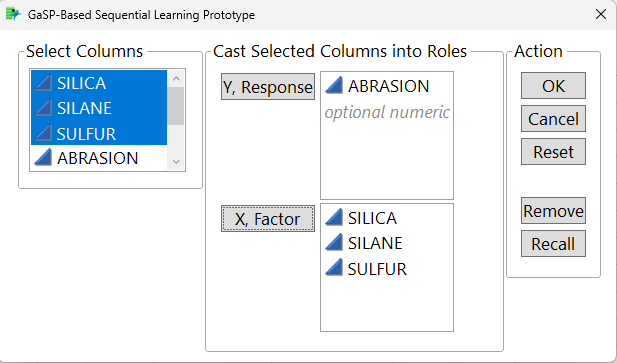 GaSP-Based Sequential Learning Prototype
Select Columns
SILICA
SILANE
SULFUR
ABRASION
Cast Selected Columns into Roles
Y, Response
ABRASION
optional numeric
X, Factor
SILICA
SILANE
SULFUR
Action
OK
Cancel
Reset
Remove
Recall